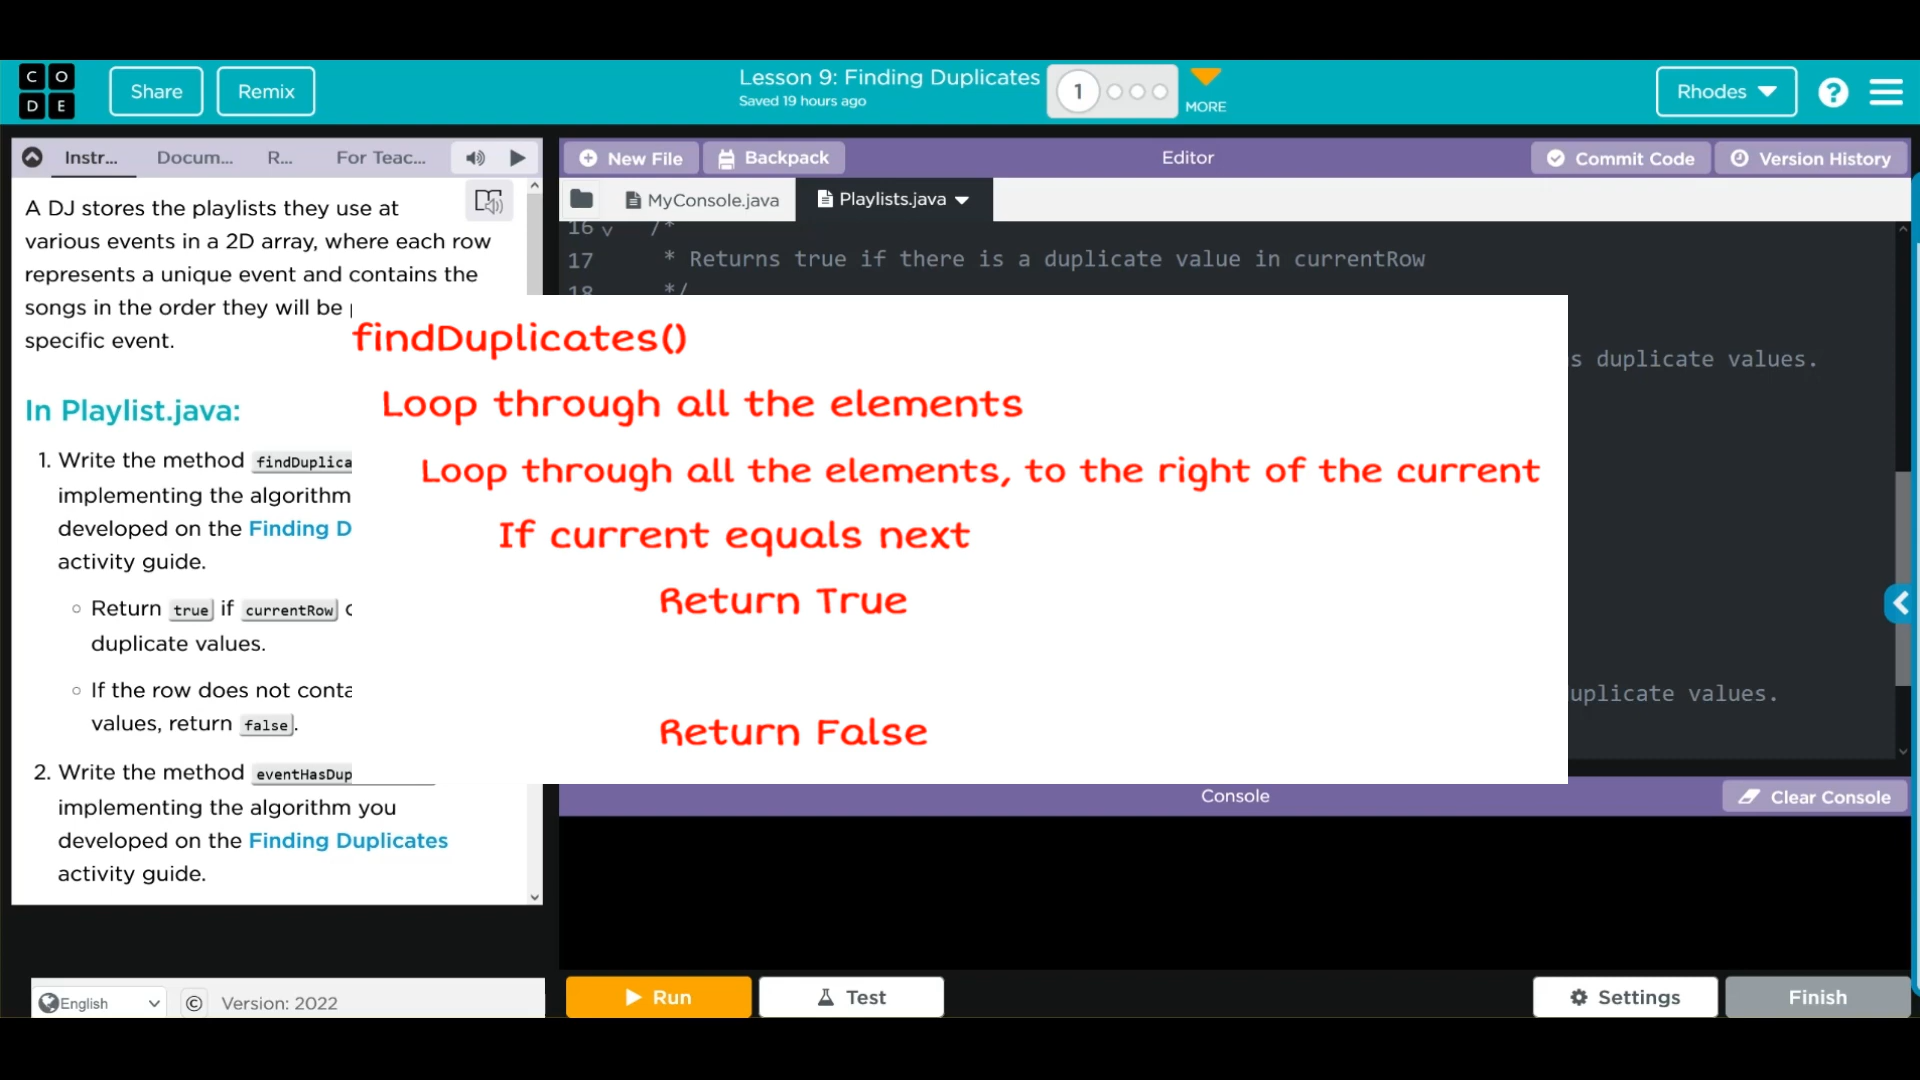 C O
D E
Share
Remix
Lesson 9: Finding Duplicates
Saved 19 hours ago
1
MORE
Rhodes
?
Instr...
Docum...
R...
For Teac...
New File
Backpack
Editor
Commit Code
Version History
MyConsole.java
Playlists.java
A DJ stores the playlists they use at
various events in a 2D array, where each row
represents a unique event and contains the
songs in the order they will be
specific event.
In Playlist.java:
1. Write the method findDuplica
implementing the algorithm
developed on the Finding D
activity guide.
Return true if currentRow
duplicate values.
If the row does not conta
values, return false.
2. Write the method eventHasDup
implementing the algorithm you
developed on the Finding Duplicates
activity guide.
16 /*
17 * Returns true if there is a duplicate value in currentRow
18 */
s duplicate values.
uplicate values.
findDuplicates()
Loop through all the elements
Loop through all the elements, to the right of the current
If current equals next
Return True
Return False
Console
Clear Console
English
© Version: 2022
Run
Test
Settings
Finish